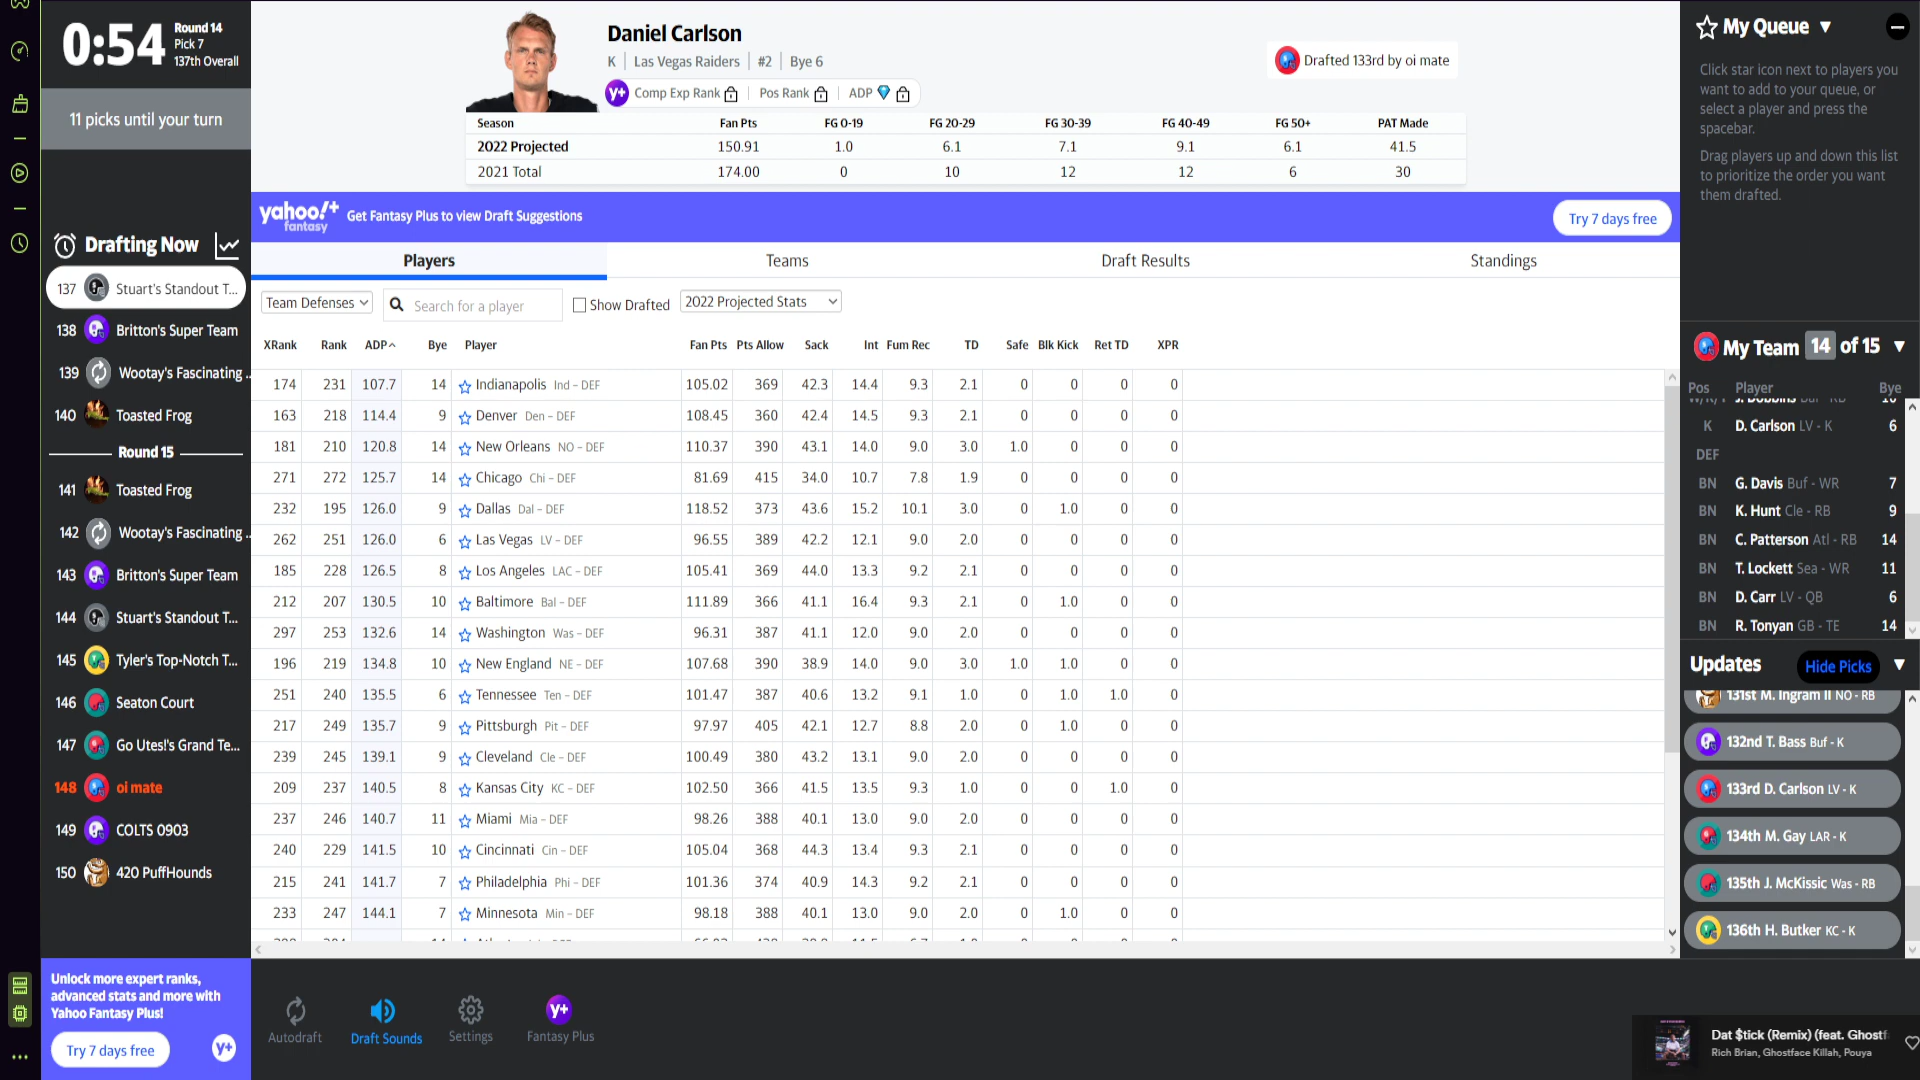 0:54
Round 14
Pick 7
137th Overall
11 picks until your turn
Drafting Now
137 Stuart's Standout T...
138 Britton's Super Team
139 Wootay's Fascinating ..
140 Toasted Frog
Round 15
141 Toasted Frog
142 Wootay's Fascinating ..
143 Britton's Super Team
144 Stuart's Standout T...
145 Tyler's Top-Notch T...
146 Seaton Court
147 Go Utes!'s Grand Te...
148 oi mate
149 COLTS 0903
150 420 PuffHounds
Unlock more expert ranks,
advanced stats and more with
Yahoo Fantasy Plus!
Try 7 days free y+
Daniel Carlson
K Las Vegas Raiders #2 Bye 6
y+ Comp Exp Rank Pos Rank ADP
Drafted 133rd by oi mate
Season Fan Pts FG 0-19 FG 20-29 FG 30-39 FG 40-49 FG 50+ PAT Made
2022 Projected 150.91 1.0 6.1 7.1 9.1 6.1 41.5
2021 Total 174.00 0 10 12 12 6 30
yahoo!+ fantasy Get Fantasy Plus to view Draft Suggestions Try 7 days free
Players Teams Draft Results Standings
Team Defenses Search for a player Show Drafted 2022 Projected Stats
XRank Rank ADP Bye Player Fan Pts Pts Allow Sack Int Fum Rec TD Safe Blk Kick Ret TD XPR
174 231 107.7 14 Indianapolis Ind - DEF 105.02 369 42.3 14.4 9.3 2.1 0 0 0 0
163 218 114.4 9 Denver Den - DEF 108.45 360 42.4 14.5 9.3 2.1 0 0 0 0
181 210 120.8 14 New Orleans NO - DEF 110.37 390 43.1 14.0 9.0 3.0 1.0 0 0 0
271 272 125.7 14 Chicago Chi - DEF 81.69 415 34.0 10.7 7.8 1.9 0 0 0 0
232 195 126.0 9 Dallas Dal - DEF 118.52 373 43.6 15.2 10.1 3.0 0 1.0 0 0
262 251 126.0 6 Las Vegas LV - DEF 96.55 389 42.2 12.1 9.0 2.0 0 0 0 0
185 228 126.5 8 Los Angeles LAC - DEF 105.41 369 44.0 13.3 9.2 2.1 0 0 0 0
212 207 130.5 10 Baltimore Bal - DEF 111.89 366 41.1 16.4 9.3 2.1 0 1.0 0 0
297 253 132.6 14 Washington Was - DEF 96.31 387 41.1 12.0 9.0 2.0 0 0 0 0
196 219 134.8 10 New England NE - DEF 107.68 390 38.9 14.0 9.0 3.0 1.0 1.0 0 0
251 240 135.5 6 Tennessee Ten - DEF 101.47 387 40.6 13.2 9.1 1.0 0 1.0 1.0 0
217 249 135.7 9 Pittsburgh Pit - DEF 97.97 405 42.1 12.7 8.8 2.0 0 1.0 0 0
239 245 139.1 9 Cleveland Cle - DEF 100.49 380 43.2 13.1 9.0 2.0 0 0 0 0
209 237 140.5 8 Kansas City KC - DEF 102.50 366 41.5 13.5 9.3 1.0 0 0 1.0 0
237 246 140.7 11 Miami Mia - DEF 98.26 388 40.1 13.0 9.0 2.0 0 0 0 0
240 229 141.5 10 Cincinnati Cin - DEF 105.04 368 44.3 13.4 9.3 2.1 0 0 0 0
215 241 141.7 7 Philadelphia Phi - DEF 101.36 374 40.9 14.3 9.2 2.1 0 0 0 0
233 247 144.1 7 Minnesota Min - DEF 98.18 388 40.1 13.0 9.0 2.0 0 1.0 0 0
Autodraft Draft Sounds Settings Fantasy Plus
My Queue
Click star icon next to players you
want to add to your queue, or
select a player and press the
spacebar.
Drag players up and down this list
to prioritize the order you want
them drafted.
My Team 14 of 15
Pos Player Bye
W/R/T J. Dobbins Bal - RB 10
K D. Carlson LV - K 6
DEF
BN G. Davis Buf - WR 7
BN K. Hunt Cle - RB 9
BN C. Patterson Atl - RB 14
BN T. Lockett Sea - WR 11
BN D. Carr LV - QB 6
BN R. Tonyan GB - TE 14
Updates Hide Picks
131st M. Ingram II NO - RB
132nd T. Bass Buf - K
133rd D. Carlson LV - K
134th M. Gay LAR - K
135th J. McKissic Was - RB
136th H. Butker KC - K
Dat $tick (Remix) (feat. Ghostf
Rich Brian, Ghostface Killah, Pouya